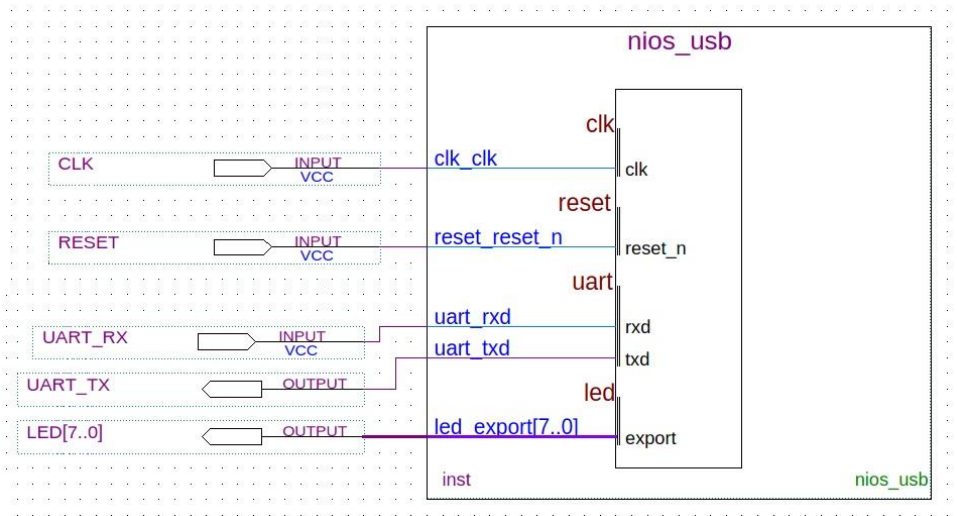 nios_usb
clk
CLK INPUT VCC clk_clk clk
reset
RESET INPUT VCC reset_reset_n reset_n
uart
UART_RX INPUT VCC uart_rxd rxd
UART_TX OUTPUT uart_txd txd
led
LED[7..0] OUTPUT led_export[7..0] export
inst nios_usb